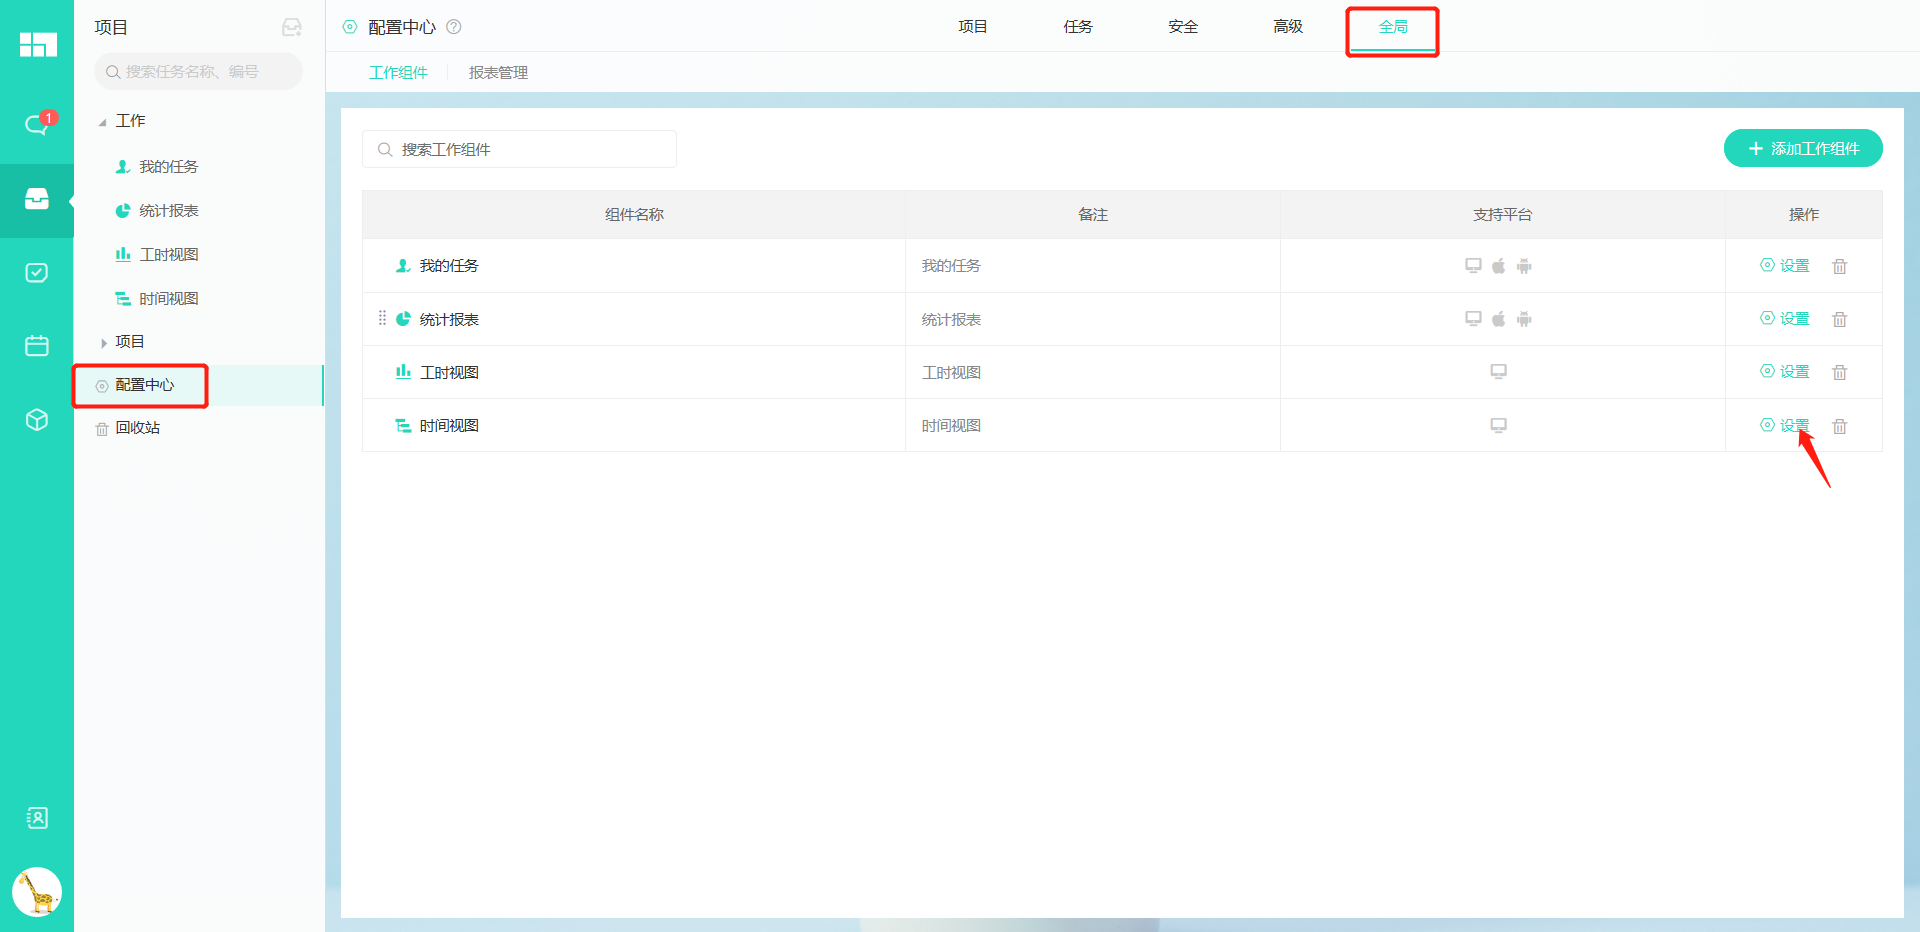 项目
搜索任务名称、编号
工作
我的任务
统计报表
工时视图
时间视图
项目
配置中心
回收站
1
配置中心
项目
任务
安全
高级
全局
工作组件
报表管理
搜索工作组件
添加工作组件
组件名称 备注 支持平台 操作
我的任务 我的任务 设置
统计报表 统计报表 设置
工时视图 工时视图 设置
时间视图 时间视图 设置